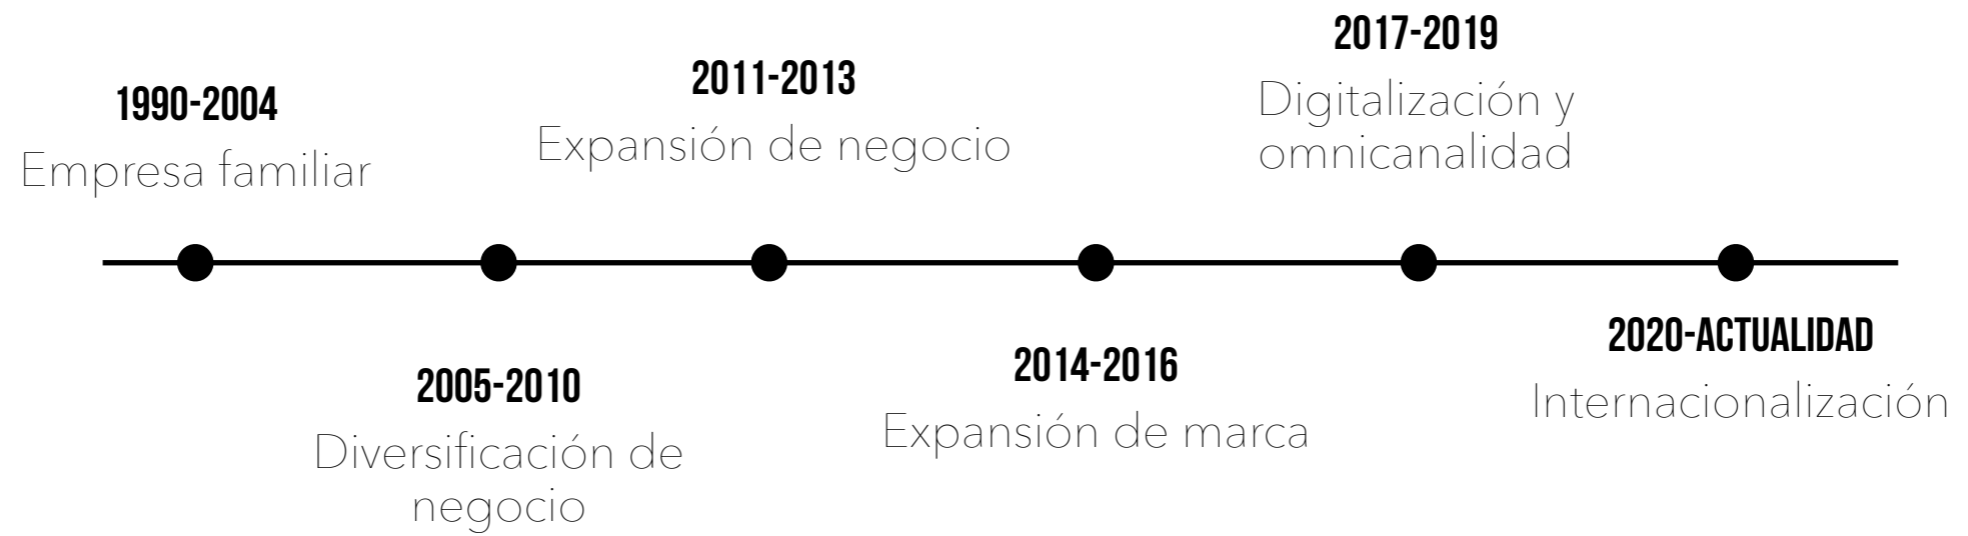 1990-2004
Empresa familiar
2005-2010
Diversificación de
negocio
2011-2013
Expansión de negocio
2014-2016
Expansión de marca
2017-2019
Digitalización y
omnicanalidad
2020-ACTUALIDAD
Internacionalización